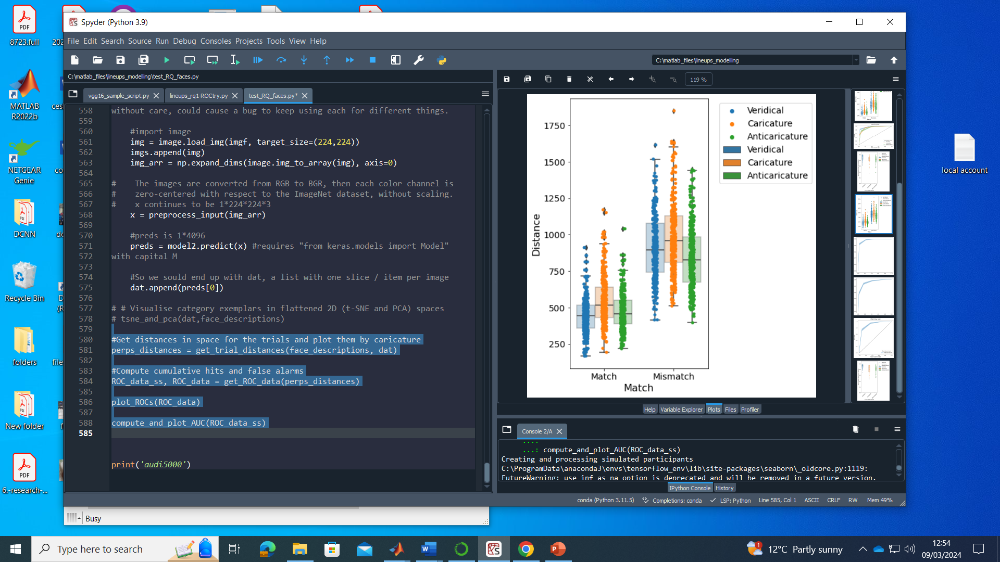 8723.full
202
MATLAB R2022b
ces
NETGEAR Genie
co
DCNN
do
Recycle Bin
D
(R
folders
file
New folder
f
6.-research-...
local account
Spyder (Python 3.9)
File Edit Search Source Run Debug Consoles Projects Tools View Help
C:\matlab_files\lineups_modelling
C:\matlab_files\lineups_modelling\test_RQ_faces.py
vgg16_sample_script.py
lineups_rq1-ROCtry.py
test_RQ_faces.py*
558 without care, could cause a bug to keep using each for different things.
559
560 #import image
561 img = image.load_img(imgf, target_size=(224,224))
562 imgs.append(img)
563 img_arr = np.expand_dims(image.img_to_array(img), axis=0)
564
565 # The images are converted from RGB to BGR, then each color channel is
566 # zero-centered with respect to the ImageNet dataset, without scaling.
567 # x continues to be 1*224*224*3
568 x = preprocess_input(img_arr)
569
570 #preds is 1*4096
571 preds = model2.predict(x) #requires "from keras.models import Model"
572 with capital M
573
574 #So we sould end up with dat, a list with one slice / item per image
575 dat.append(preds[0])
576
577 # # Visualise category exemplars in flattened 2D (t-SNE and PCA) spaces
578 # tsne_and_pca(dat,face_descriptions)
579
580 #Get distances in space for the trials and plot them by caricature
581 perps_distances = get_trial_distances(face_descriptions, dat)
582
583 #Compute cumulative hits and false alarms
584 ROC_data_ss, ROC_data = get_ROC_data(perps_distances)
585
586 plot_ROCs(ROC_data)
587
588 compute_and_plot_AUC(ROC_data_ss)
585
print('audi5000')
119 %
Veridical
Caricature
Anticaricature
Veridical
Caricature
Anticaricature
1750
1500
1250
1000
750
500
250
Distance
Match
Mismatch
Match
Help Variable Explorer Plots Files Profiler
Console 2/A
....
...: compute_and_plot_AUC(ROC_data_ss)
Creating and processing simulated participants
C:\ProgramData\anaconda3\envs\tensorflow_env\lib\site-packages\seaborn\_oldcore.py:1119:
FutureWarning: use_inf_as_na option is deprecated and will be removed in a future version.
IPython Console History
conda (Python 3.11.5) Completions: conda LSP: Python Line 585, Col 1 ASCII CRLF RW Mem 49%
Busy
Type here to search
1
12°C Partly sunny
12:54
09/03/2024